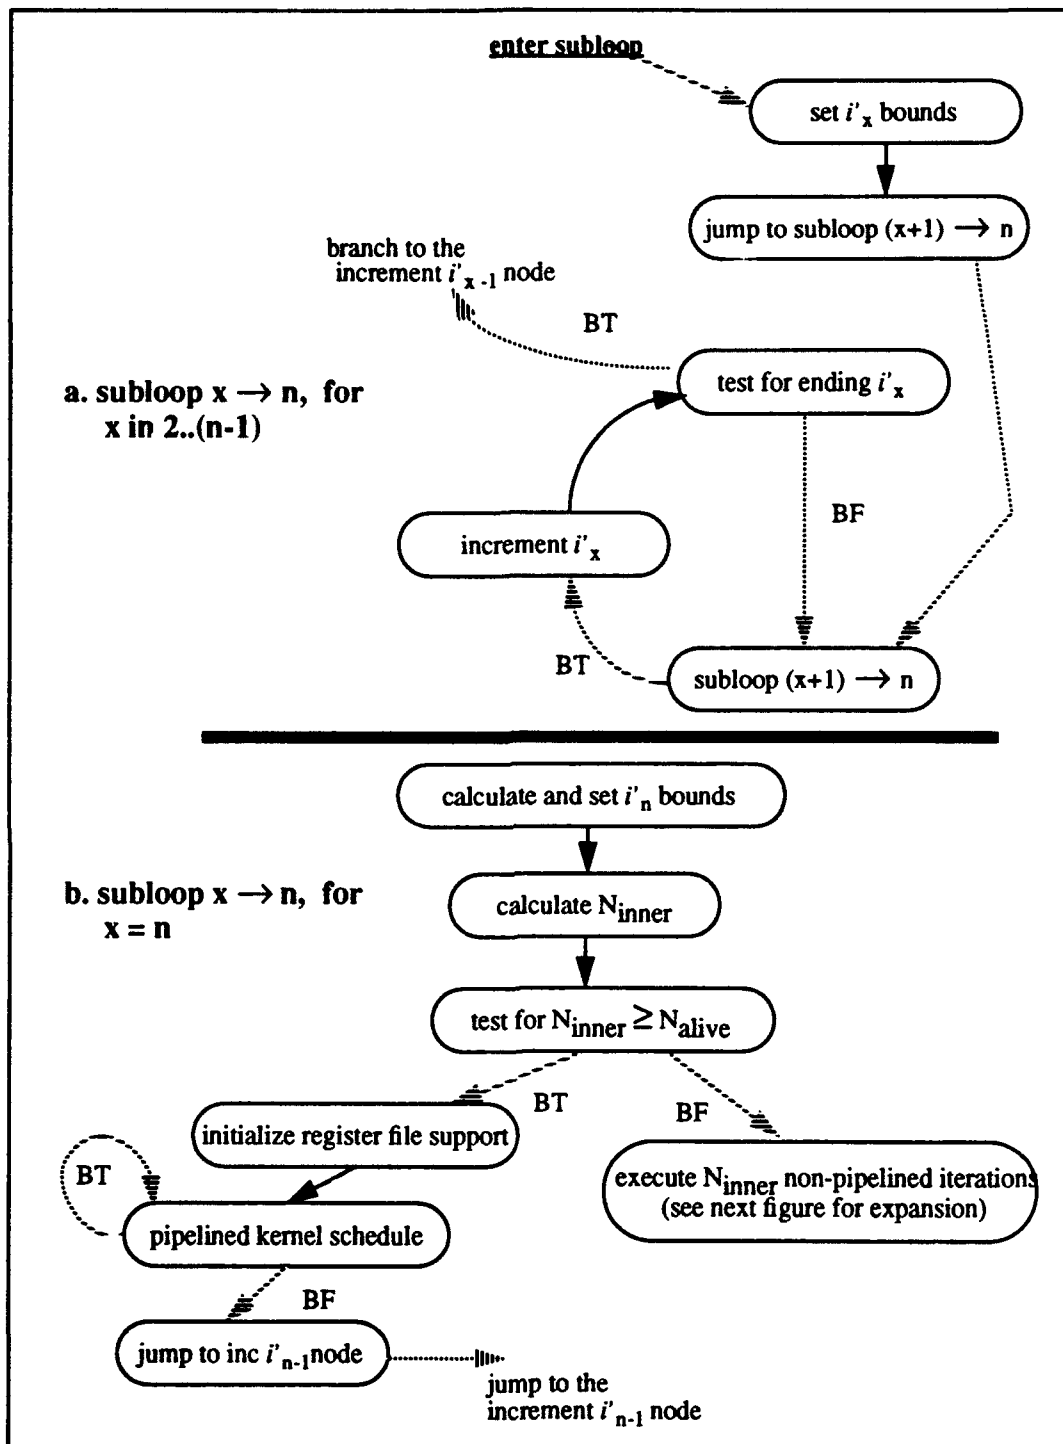 enter subloop
set i'x bounds
jump to subloop (x+1) → n
branch to the
increment i'x-1 node
BT
test for ending i'x
a. subloop x → n, for
x in 2..(n-1)
BF
increment i'x
BT
subloop (x+1) → n
calculate and set i'n bounds
b. subloop x → n, for
x = n
calculate Ninner
test for Ninner ≥ Nalive
BT
BF
initialize register file support
execute Ninner non-pipelined iterations
(see next figure for expansion)
BT
pipelined kernel schedule
BF
jump to inc i'n-1 node
jump to the
increment i'n-1 node